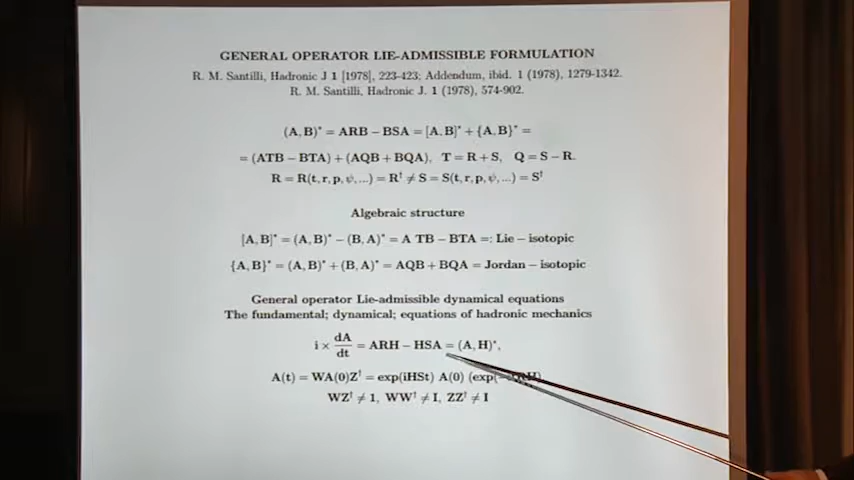 GENERAL OPERATOR LIE-ADMISSIBLE FORMULATION
R. M. Santilli, Hadronic J 1 [1978], 223-423; Addendum, ibid. 1 (1978), 1279-1342.
R. M. Santilli, Hadronic J. 1 (1978), 574-902.
(A, B)* = ARB − BSA = [A, B]* + {A, B}* =
= (ATB − BTA) + (AQB + BQA), T = R + S, Q = S − R.
R = R(t, r, p, ψ, ...) = R† ≠ S = S(t, r, p, ψ, ...) = S†
Algebraic structure
[A, B]* = (A, B)* − (B, A)* = A TB − BTA =: Lie − isotopic
{A, B}* = (A, B)* + (B, A)* = AQB + BQA = Jordan − isotopic
General operator Lie-admissible dynamical equations
The fundamental; dynamical; equations of hadronic mechanics
i × dA/dt = ARH − HSA = (A, H)*,
A(t) = WA(0)Z† = exp(iHSt) A(0) (exp(
WZ† ≠ 1, WW† ≠ I, ZZ† ≠ I